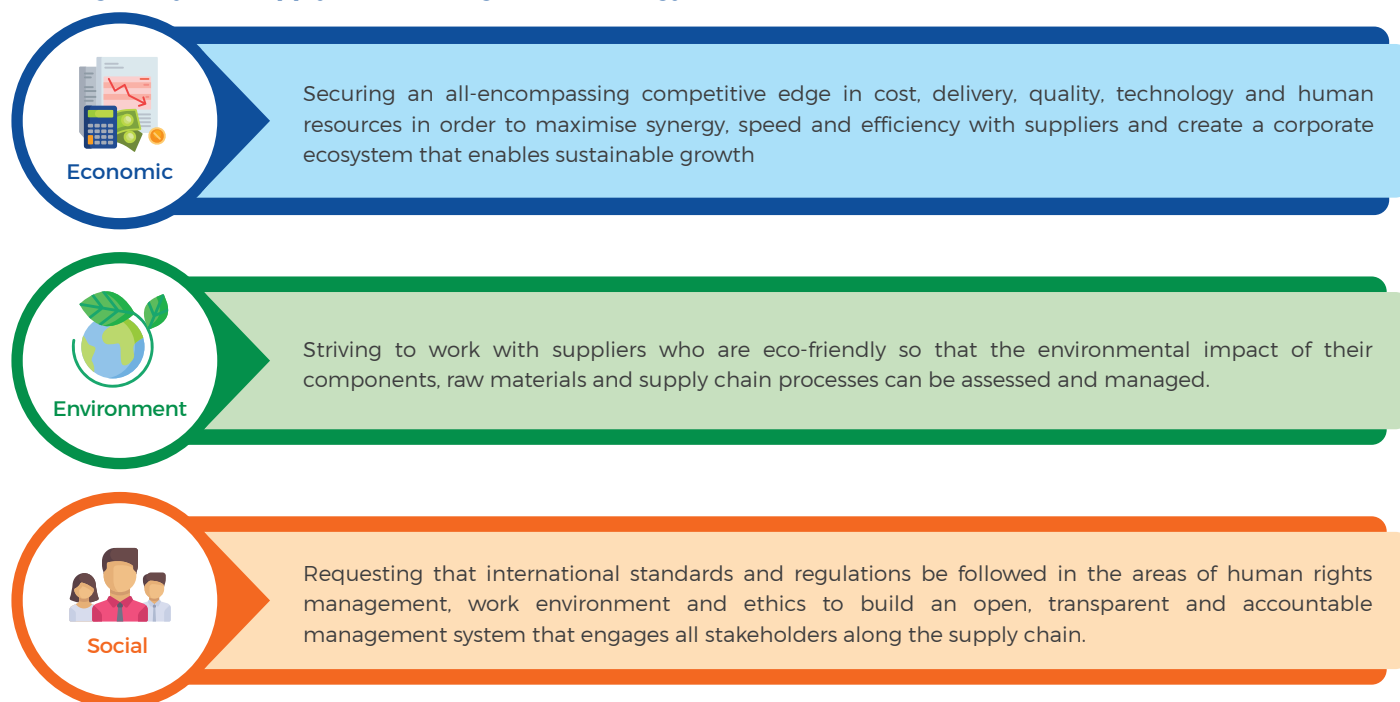 Economic
Securing an all-encompassing competitive edge in cost, delivery, quality, technology and human
resources in order to maximise synergy, speed and efficiency with suppliers and create a corporate
ecosystem that enables sustainable growth
Environment
Striving to work with suppliers who are eco-friendly so that the environmental impact of their
components, raw materials and supply chain processes can be assessed and managed.
Social
Requesting that international standards and regulations be followed in the areas of human rights
management, work environment and ethics to build an open, transparent and accountable
management system that engages all stakeholders along the supply chain.